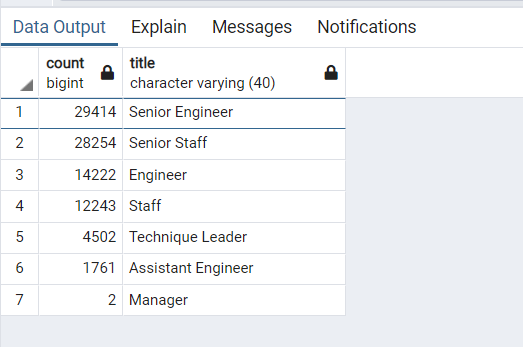 Data Output Explain Messages Notifications
count title
bigint character varying (40)
1 29414 Senior Engineer
2 28254 Senior Staff
3 14222 Engineer
4 12243 Staff
5 4502 Technique Leader
6 1761 Assistant Engineer
7 2 Manager